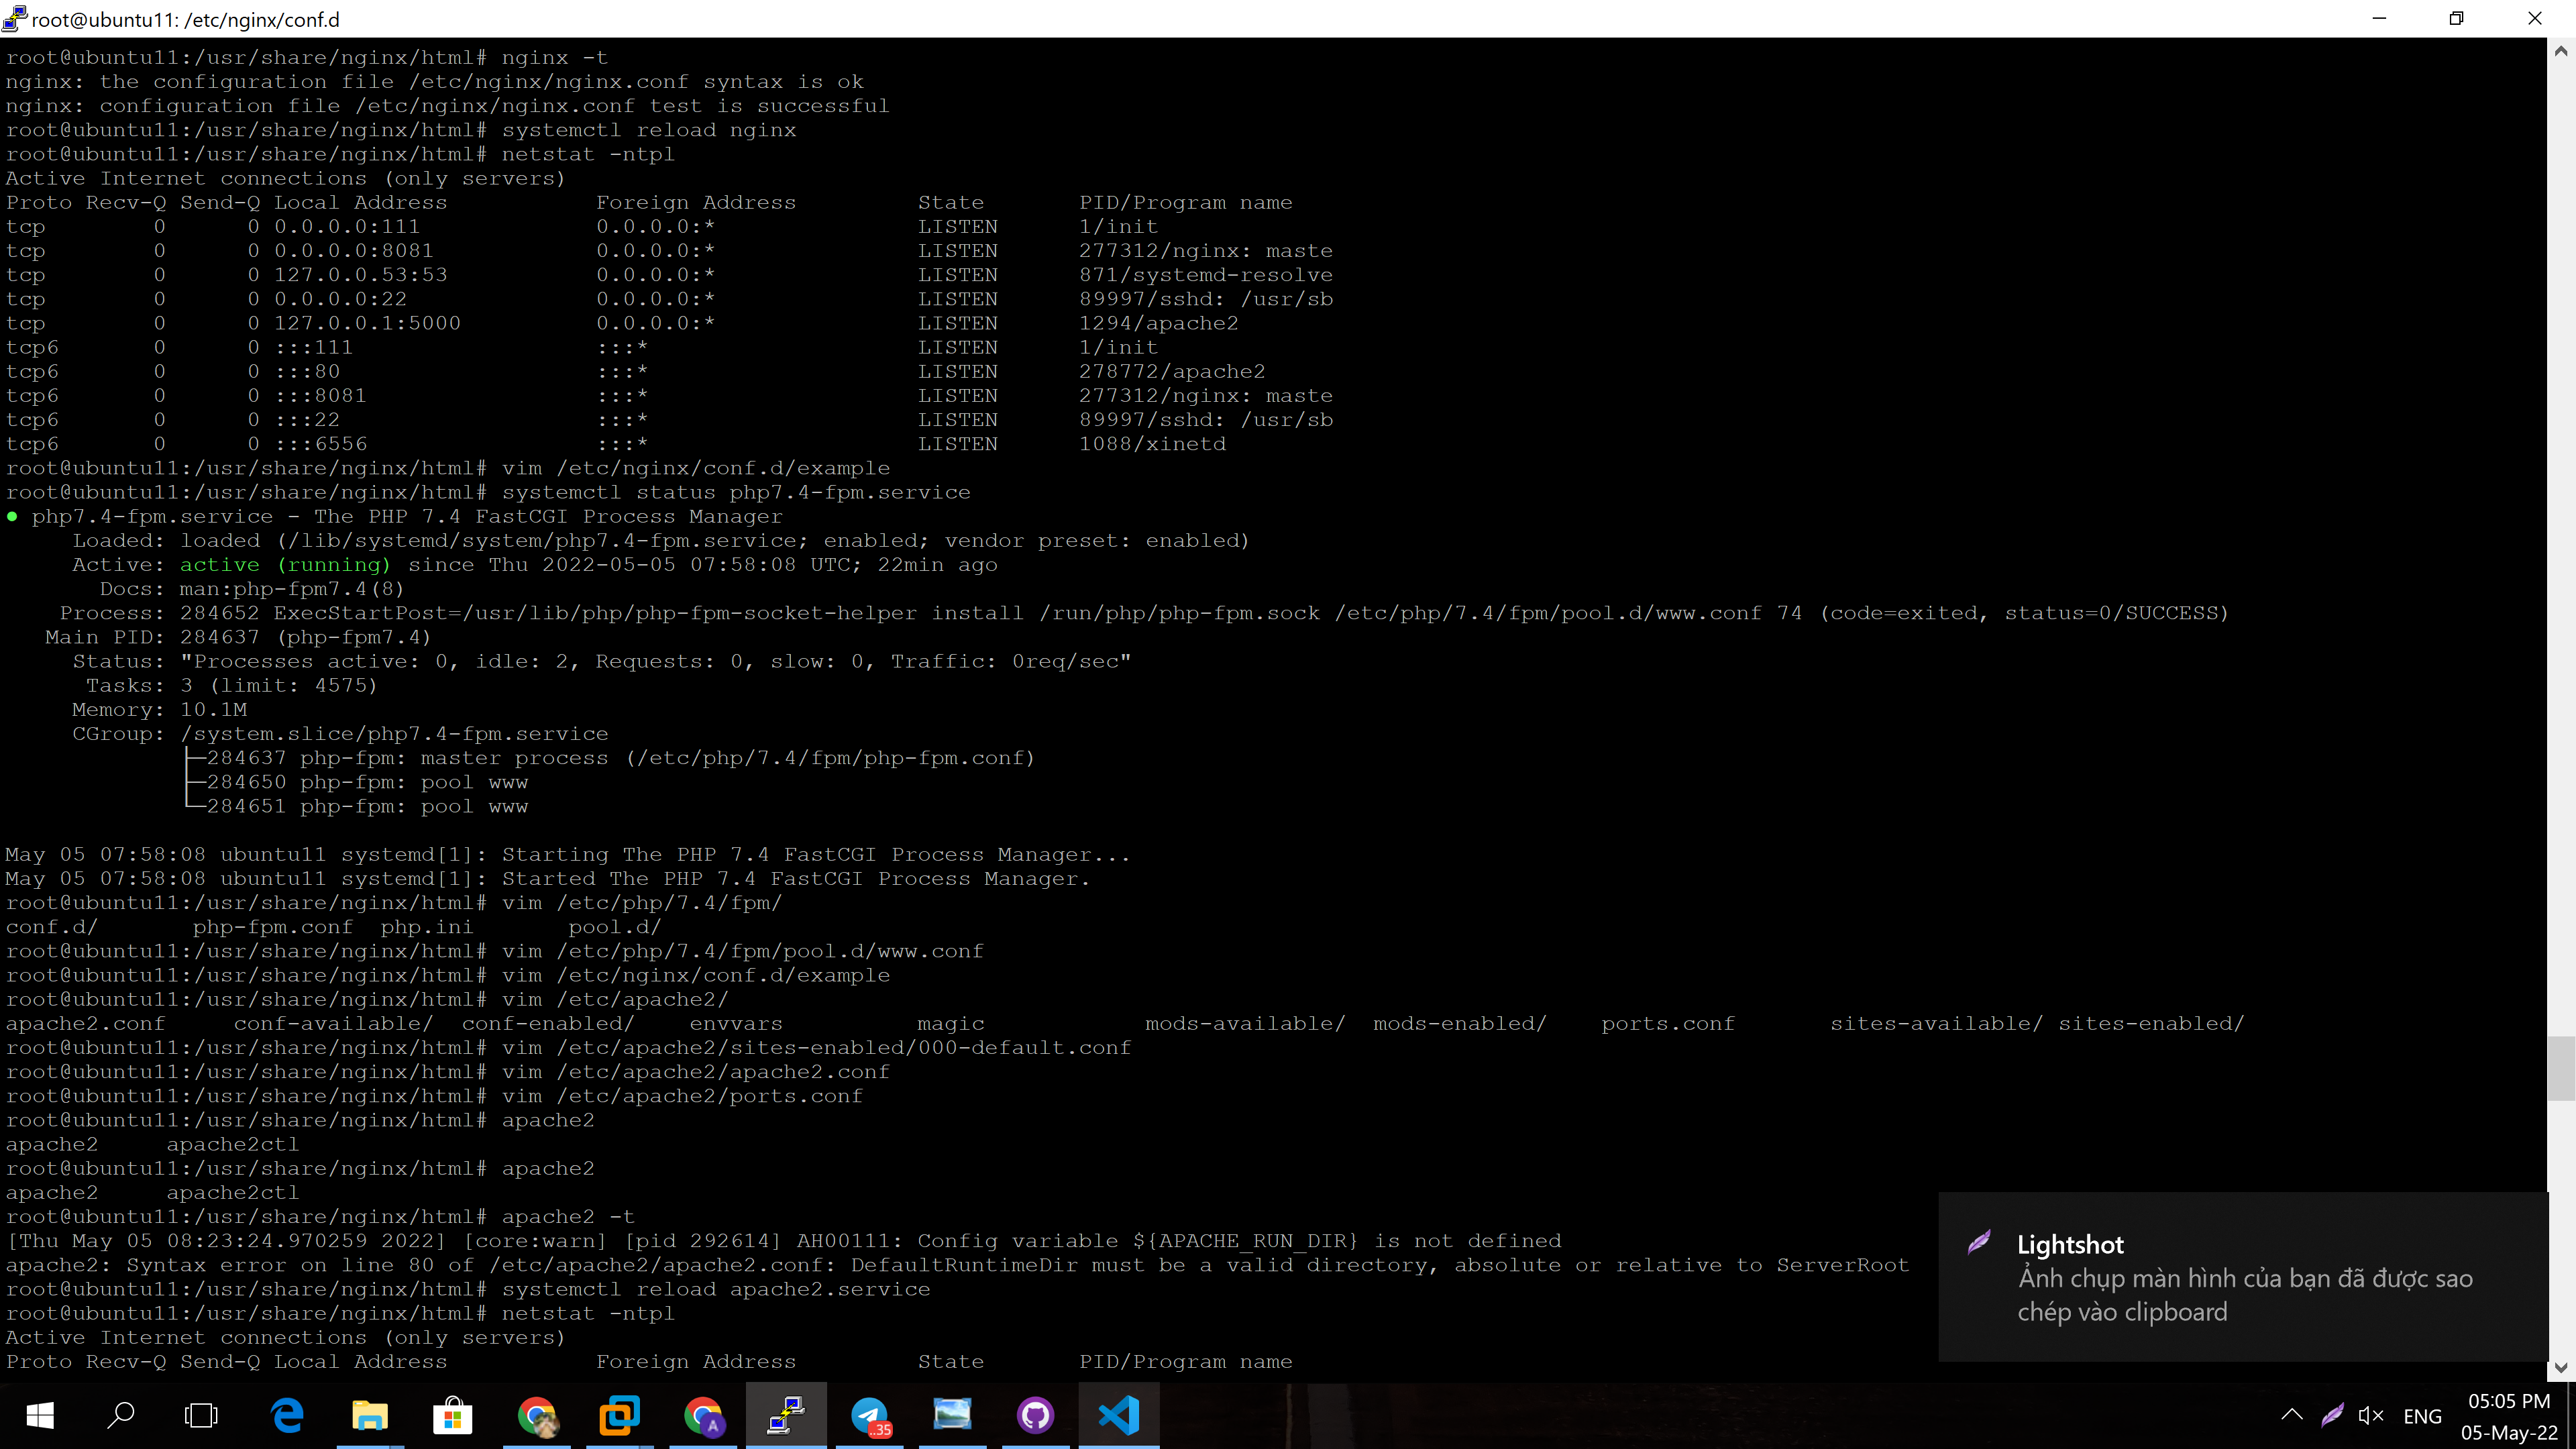 root@ubuntu11: /etc/nginx/conf.d
root@ubuntu11:/usr/share/nginx/html# nginx -t
nginx: the configuration file /etc/nginx/nginx.conf syntax is ok
nginx: configuration file /etc/nginx/nginx.conf test is successful
root@ubuntu11:/usr/share/nginx/html# systemctl reload nginx
root@ubuntu11:/usr/share/nginx/html# netstat -ntpl
Active Internet connections (only servers)
Proto Recv-Q Send-Q Local Address           Foreign Address         State       PID/Program name
tcp        0      0 0.0.0.0:111             0.0.0.0:*               LISTEN      1/init
tcp        0      0 0.0.0.0:8081            0.0.0.0:*               LISTEN      277312/nginx: maste
tcp        0      0 127.0.0.53:53           0.0.0.0:*               LISTEN      871/systemd-resolve
tcp        0      0 0.0.0.0:22              0.0.0.0:*               LISTEN      89997/sshd: /usr/sb
tcp        0      0 127.0.0.1:5000          0.0.0.0:*               LISTEN      1294/apache2
tcp6       0      0 :::111                  :::*                    LISTEN      1/init
tcp6       0      0 :::80                   :::*                    LISTEN      278772/apache2
tcp6       0      0 :::8081                 :::*                    LISTEN      277312/nginx: maste
tcp6       0      0 :::22                   :::*                    LISTEN      89997/sshd: /usr/sb
tcp6       0      0 :::6556                 :::*                    LISTEN      1088/xinetd
root@ubuntu11:/usr/share/nginx/html# vim /etc/nginx/conf.d/example
root@ubuntu11:/usr/share/nginx/html# systemctl status php7.4-fpm.service
● php7.4-fpm.service - The PHP 7.4 FastCGI Process Manager
     Loaded: loaded (/lib/systemd/system/php7.4-fpm.service; enabled; vendor preset: enabled)
     Active: active (running) since Thu 2022-05-05 07:58:08 UTC; 22min ago
       Docs: man:php-fpm7.4(8)
    Process: 284652 ExecStartPost=/usr/lib/php/php-fpm-socket-helper install /run/php/php-fpm.sock /etc/php/7.4/fpm/pool.d/www.conf 74 (code=exited, status=0/SUCCESS)
   Main PID: 284637 (php-fpm7.4)
     Status: "Processes active: 0, idle: 2, Requests: 0, slow: 0, Traffic: 0req/sec"
      Tasks: 3 (limit: 4575)
     Memory: 10.1M
     CGroup: /system.slice/php7.4-fpm.service
             ├─284637 php-fpm: master process (/etc/php/7.4/fpm/php-fpm.conf)
             ├─284650 php-fpm: pool www
             └─284651 php-fpm: pool www
May 05 07:58:08 ubuntu11 systemd[1]: Starting The PHP 7.4 FastCGI Process Manager...
May 05 07:58:08 ubuntu11 systemd[1]: Started The PHP 7.4 FastCGI Process Manager.
root@ubuntu11:/usr/share/nginx/html# vim /etc/php/7.4/fpm/
conf.d/       php-fpm.conf  php.ini       pool.d/
root@ubuntu11:/usr/share/nginx/html# vim /etc/php/7.4/fpm/pool.d/www.conf
root@ubuntu11:/usr/share/nginx/html# vim /etc/nginx/conf.d/example
root@ubuntu11:/usr/share/nginx/html# vim /etc/apache2/
apache2.conf     conf-available/  conf-enabled/    envvars          magic            mods-available/  mods-enabled/    ports.conf       sites-available/ sites-enabled/
root@ubuntu11:/usr/share/nginx/html# vim /etc/apache2/sites-enabled/000-default.conf
root@ubuntu11:/usr/share/nginx/html# vim /etc/apache2/apache2.conf
root@ubuntu11:/usr/share/nginx/html# vim /etc/apache2/ports.conf
root@ubuntu11:/usr/share/nginx/html# apache2
apache2     apache2ctl
root@ubuntu11:/usr/share/nginx/html# apache2
apache2     apache2ctl
root@ubuntu11:/usr/share/nginx/html# apache2 -t
[Thu May 05 08:23:24.970259 2022] [core:warn] [pid 292614] AH00111: Config variable ${APACHE_RUN_DIR} is not defined
apache2: Syntax error on line 80 of /etc/apache2/apache2.conf: DefaultRuntimeDir must be a valid directory, absolute or relative to ServerRoot
root@ubuntu11:/usr/share/nginx/html# systemctl reload apache2.service
root@ubuntu11:/usr/share/nginx/html# netstat -ntpl
Active Internet connections (only servers)
Proto Recv-Q Send-Q Local Address           Foreign Address         State       PID/Program name
Lightshot
Ảnh chụp màn hình của bạn đã được sao
chép vào clipboard
A
..35
ENG
05:05 PM
05-May-22